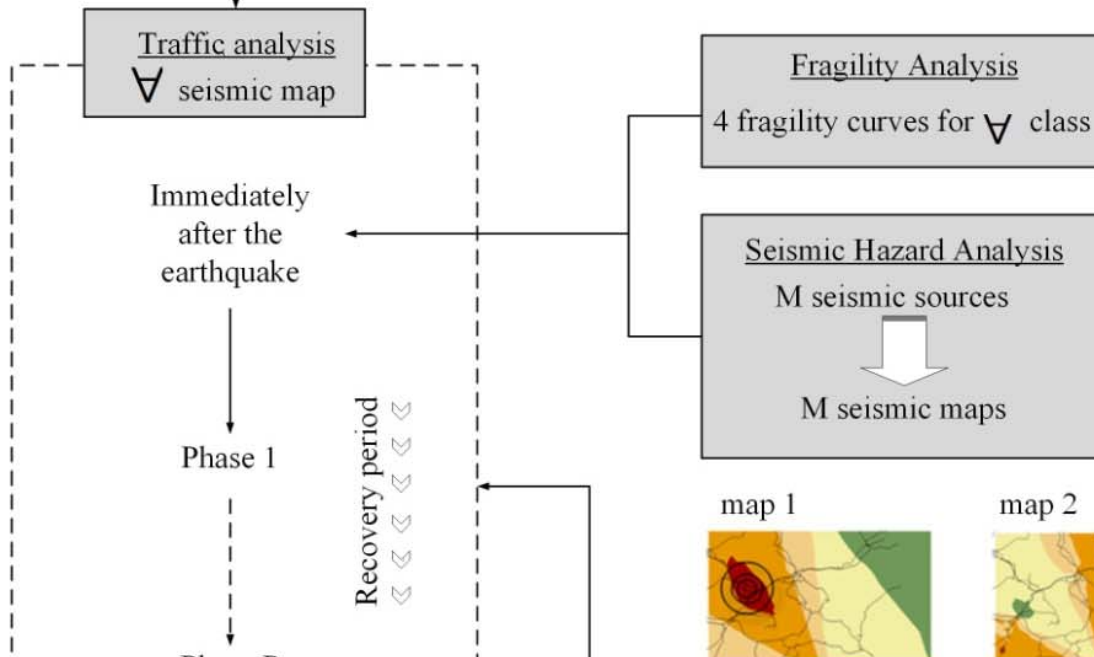 Traffic analysis
∀ seismic map
Immediately
after the
earthquake
Phase 1
Recovery period
Fragility Analysis
4 fragility curves for ∀ class
Seismic Hazard Analysis
M seismic sources
M seismic maps
map 1
map 2